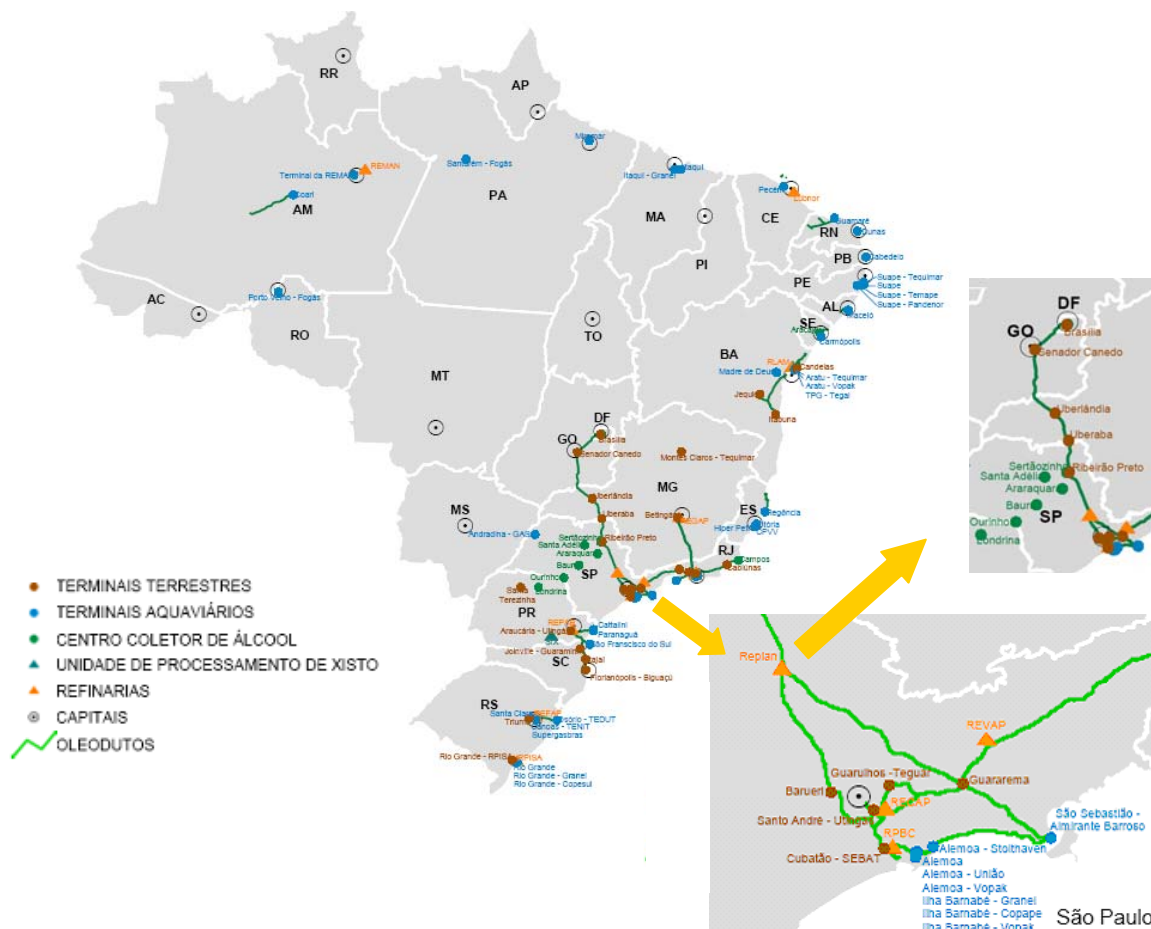 RR
AP
Miramar
REMAN
Terminal da REMAN
Santarém - Fogás
Coari
AM
PA
Itaqui
Itaqui - Granel
MA
Pecém
Lubnor
CE
Guamaré
RN
Dunas
PB
Cabedelo
PI
PE
Suape - Tequimar
Suape
Suape - Temape
Suape - Pandenor
AC
Porto Velho - Fogás
RO
TO
AL
Maceió
SE
Carmópolis
BA
RLAM
Candeias
Madre de Deus
Aratu - Tequimar
Aratu - Vopak
TPG - Tegal
Jequié
Itabuna
MT
DF
GO
Brasília
Senador Canedo
Montes Claros - Tequimar
MG
Uberlândia
Uberaba
Betim
REGAP
ES
Regência
Vitória
CPVV
MS
Andradina - GAIS
Sertãozinho
Ribeirão Preto
Santa Adélia
Araraquara
Bauru
SP
RJ
Campos
Cabiúnas
Ourinhos
Londrina
Santa
Terezinha
PR
REPAR
Araucária - Utingás
SIX
Cattalini
Paranaguá
São Franscisco do Sul
Joinville - Guaramirim
Itajaí
SC
Florianópolis - Biguaçú
RS
Santa Clara
REFAP
Triunfo
Osório - TEDUT
Canoas - TENIT
Supergasbras
Rio Grande - RPISA
RPISA
Rio Grande
Rio Grande - Granel
Rio Grande - Copesul
TERMINAIS TERRESTRES
TERMINAIS AQUAVIÁRIOS
CENTRO COLETOR DE ÁLCOOL
UNIDADE DE PROCESSAMENTO DE XISTO
REFINARIAS
CAPITAIS
OLEODUTOS
DF
GO
Brasília
Senador Canedo
Uberlândia
Uberaba
Sertãozinho
Ribeirão Preto
Santa Adélia
Araraquara
Bauru
SP
Ourinhos
Londrina
Replan
REVAP
Guarulhos - Teguar
Guararema
Barueri
RECAP
Santo André - Utingás
São Sebastião -
Almirante Barroso
RPBC
Cubatão - SEBAT
Alemoa - Stolthaven
Alemoa
Alemoa - União
Alemoa - Vopak
Ilha Barnabé - Granel
Ilha Barnabé - Copape
Ilha Barnabé - Vopak
São Paulo